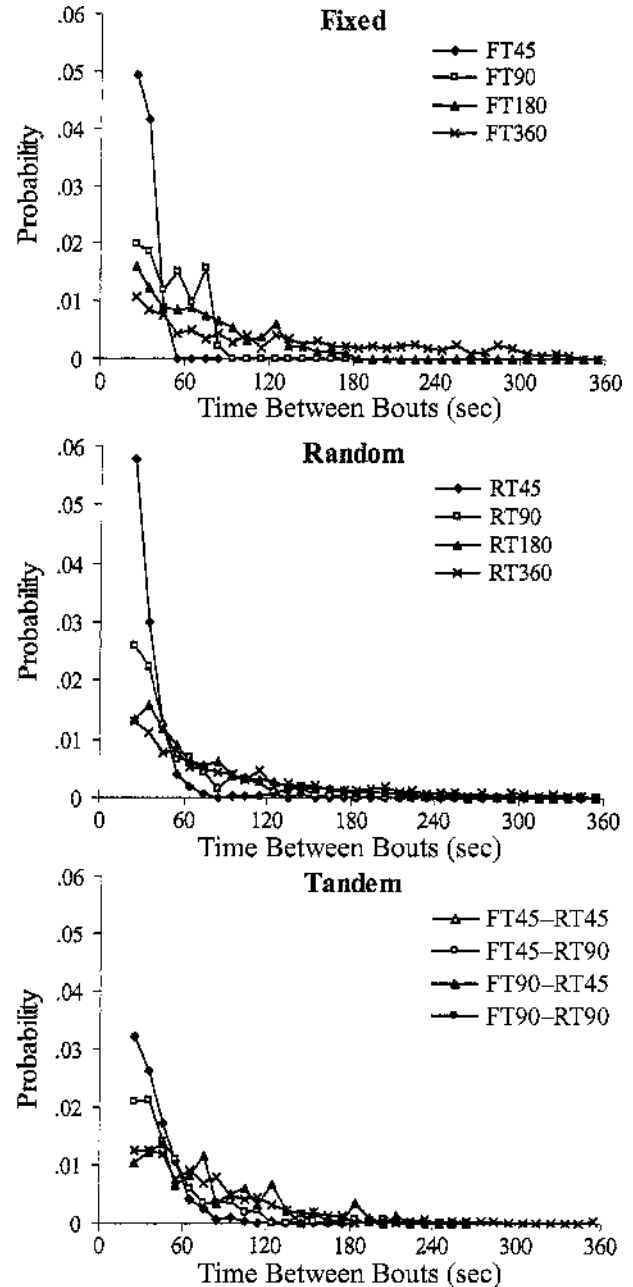 Fixed
FT45
FT90
FT180
FT360
.06
.05
.04
.03
.02
.01
0
Probability
0 60 120 180 240 300 360
Time Between Bouts (sec)
Random
RT45
RT90
RT180
RT360
.06
.05
.04
.03
.02
.01
0
Probability
0 60 120 180 240 300 360
Time Between Bouts (sec)
Tandem
FT45–RT45
FT45–RT90
FT90–RT45
FT90–RT90
.06
.05
.04
.03
.02
.01
0
Probability
0 60 120 180 240 300 360
Time Between Bouts (sec)